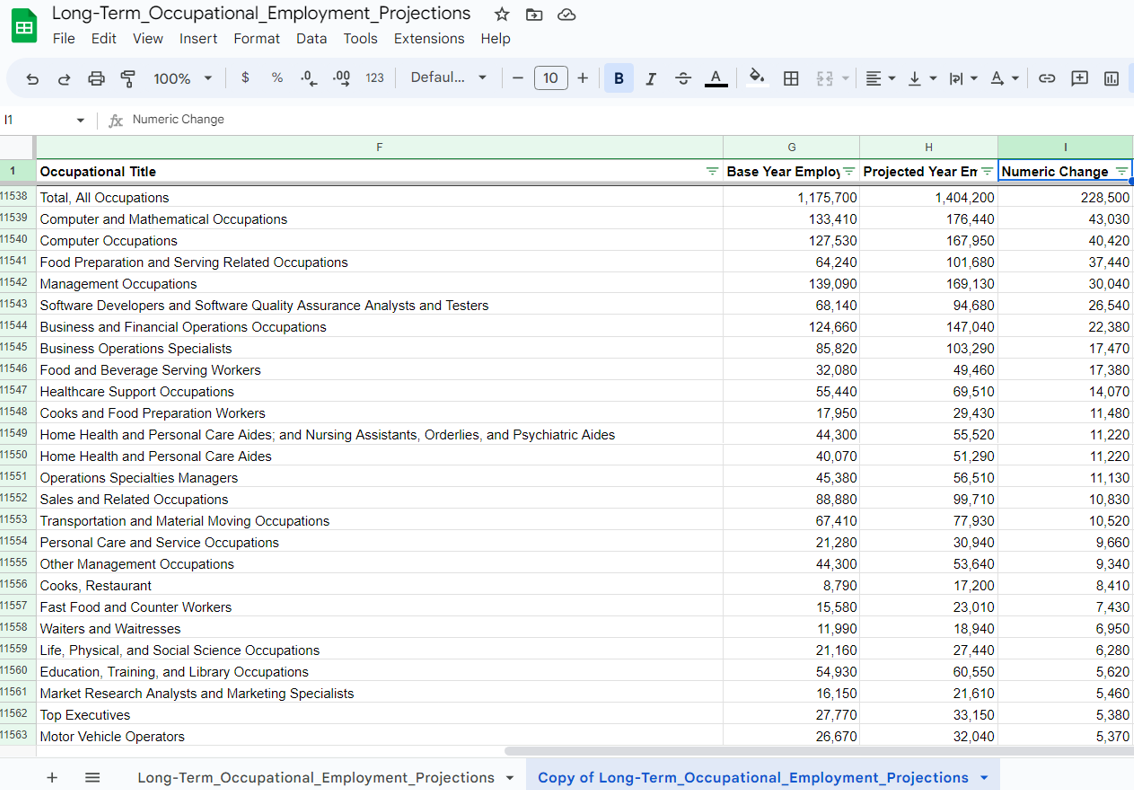 Long-Term_Occupational_Employment_Projections
File Edit View Insert Format Data Tools Extensions Help
100% $ % .0 .00 123 Defaul... − 10 + B I S A A
I1 fx Numeric Change
F G H I
1 Occupational Title Base Year Employ Projected Year Em Numeric Change
11538 Total, All Occupations 1,175,700 1,404,200 228,500
11539 Computer and Mathematical Occupations 133,410 176,440 43,030
11540 Computer Occupations 127,530 167,950 40,420
11541 Food Preparation and Serving Related Occupations 64,240 101,680 37,440
11542 Management Occupations 139,090 169,130 30,040
11543 Software Developers and Software Quality Assurance Analysts and Testers 68,140 94,680 26,540
11544 Business and Financial Operations Occupations 124,660 147,040 22,380
11545 Business Operations Specialists 85,820 103,290 17,470
11546 Food and Beverage Serving Workers 32,080 49,460 17,380
11547 Healthcare Support Occupations 55,440 69,510 14,070
11548 Cooks and Food Preparation Workers 17,950 29,430 11,480
11549 Home Health and Personal Care Aides; and Nursing Assistants, Orderlies, and Psychiatric Aides 44,300 55,520 11,220
11550 Home Health and Personal Care Aides 40,070 51,290 11,220
11551 Operations Specialties Managers 45,380 56,510 11,130
11552 Sales and Related Occupations 88,880 99,710 10,830
11553 Transportation and Material Moving Occupations 67,410 77,930 10,520
11554 Personal Care and Service Occupations 21,280 30,940 9,660
11555 Other Management Occupations 44,300 53,640 9,340
11556 Cooks, Restaurant 8,790 17,200 8,410
11557 Fast Food and Counter Workers 15,580 23,010 7,430
11558 Waiters and Waitresses 11,990 18,940 6,950
11559 Life, Physical, and Social Science Occupations 21,160 27,440 6,280
11560 Education, Training, and Library Occupations 54,930 60,550 5,620
11561 Market Research Analysts and Marketing Specialists 16,150 21,610 5,460
11562 Top Executives 27,770 33,150 5,380
11563 Motor Vehicle Operators 26,670 32,040 5,370
+ Long-Term_Occupational_Employment_Projections Copy of Long-Term_Occupational_Employment_Projections